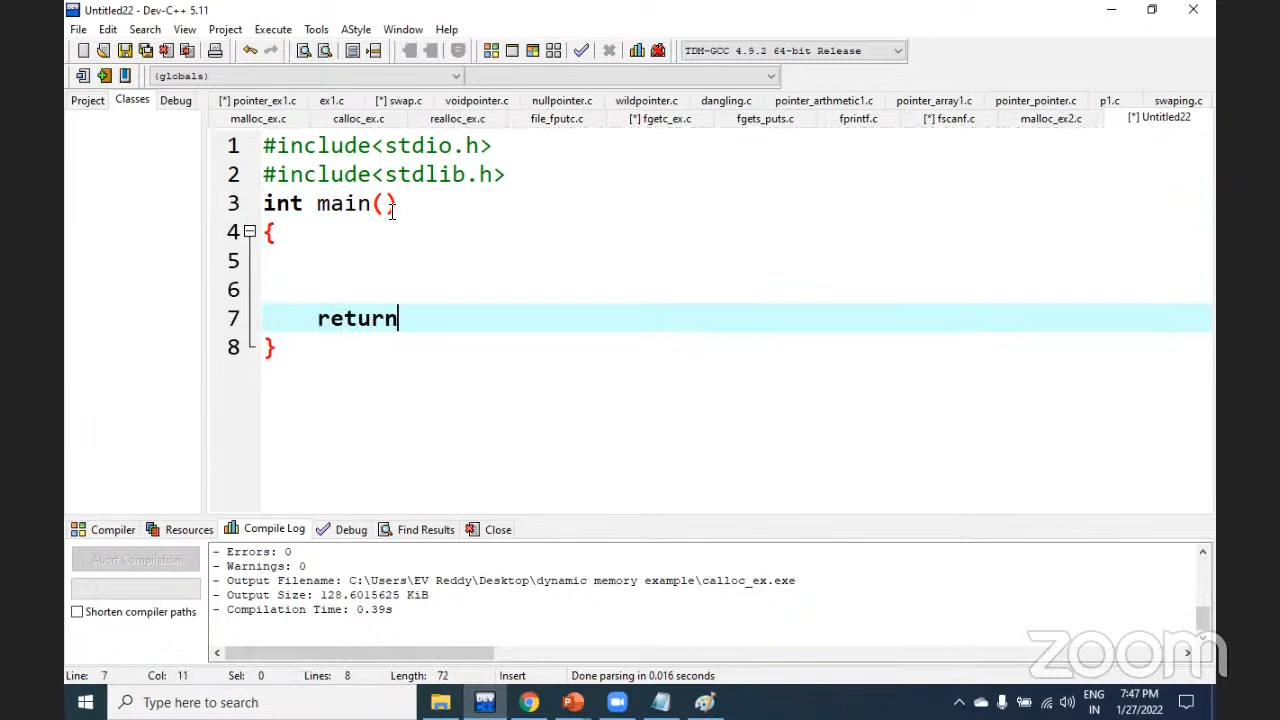 Untitled22 - Dev-C++ 5.11
File Edit Search View Project Execute Tools AStyle Window Help
TDM-GCC 4.9.2 64-bit Release
(globals)
Project Classes Debug
[*] pointer_ex1.c ex1.c [*] swap.c voidpointer.c nullpointer.c wildpointer.c dangling.c pointer_arthmetic1.c pointer_array1.c pointer_pointer.c p1.c swaping.c
malloc_ex.c calloc_ex.c realloc_ex.c file_fputc.c [*] fgetc_ex.c fgets_puts.c fprintf.c [*] fscanf.c malloc_ex2.c [*] Untitled22
1 #include<stdio.h>
2 #include<stdlib.h>
3 int main()
4 {
5
6
7 return
8 }
Compiler Resources Compile Log Debug Find Results Close
Abort Compilation
Shorten compiler paths
- Errors: 0
- Warnings: 0
- Output Filename: C:\Users\EV Reddy\Desktop\dynamic memory example\calloc_ex.exe
- Output Size: 128.6015625 KiB
- Compilation Time: 0.39s
zoom
Line: 7 Col: 11 Sel: 0 Lines: 8 Length: 72 Insert Done parsing in 0.016 seconds
Type here to search
DEV
ENG
IN
7:47 PM
1/27/2022